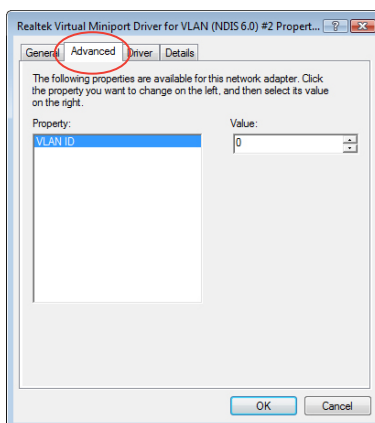 Realtek Virtual Miniport Driver for VLAN (NDIS 6.0) #2 Propert...
General Advanced Driver Details
The following properties are available for this network adapter. Click
the property you want to change on the left, and then select its value
on the right.
Property: Value:
VLAN ID 0
OK Cancel